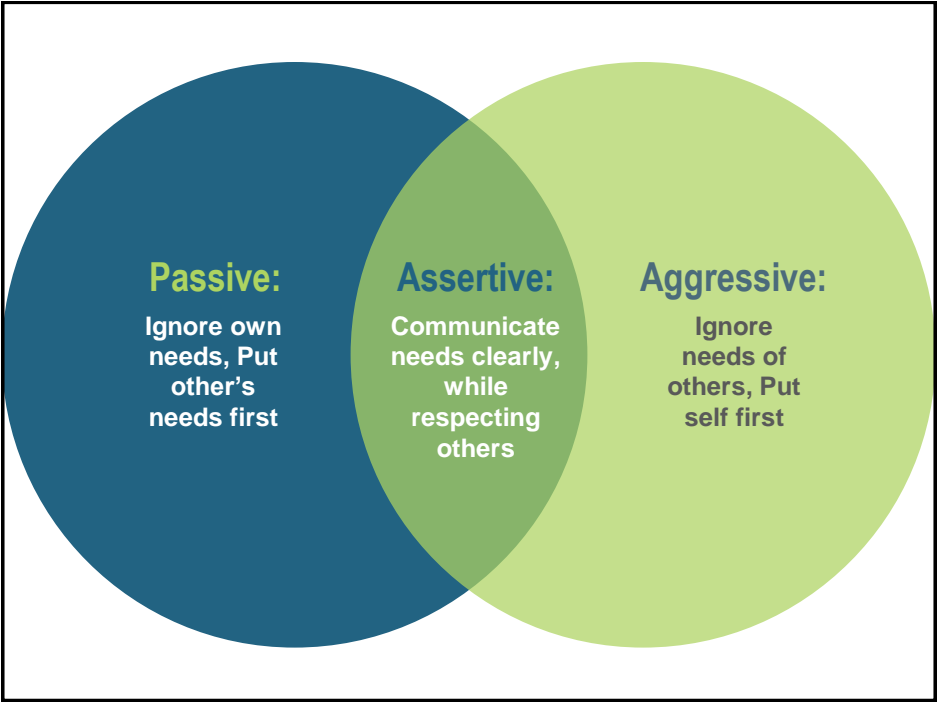 Passive:
Ignore own
needs, Put
other’s
needs first
Assertive:
Communicate
needs clearly,
while
respecting
others
Aggressive:
Ignore
needs of
others, Put
self first